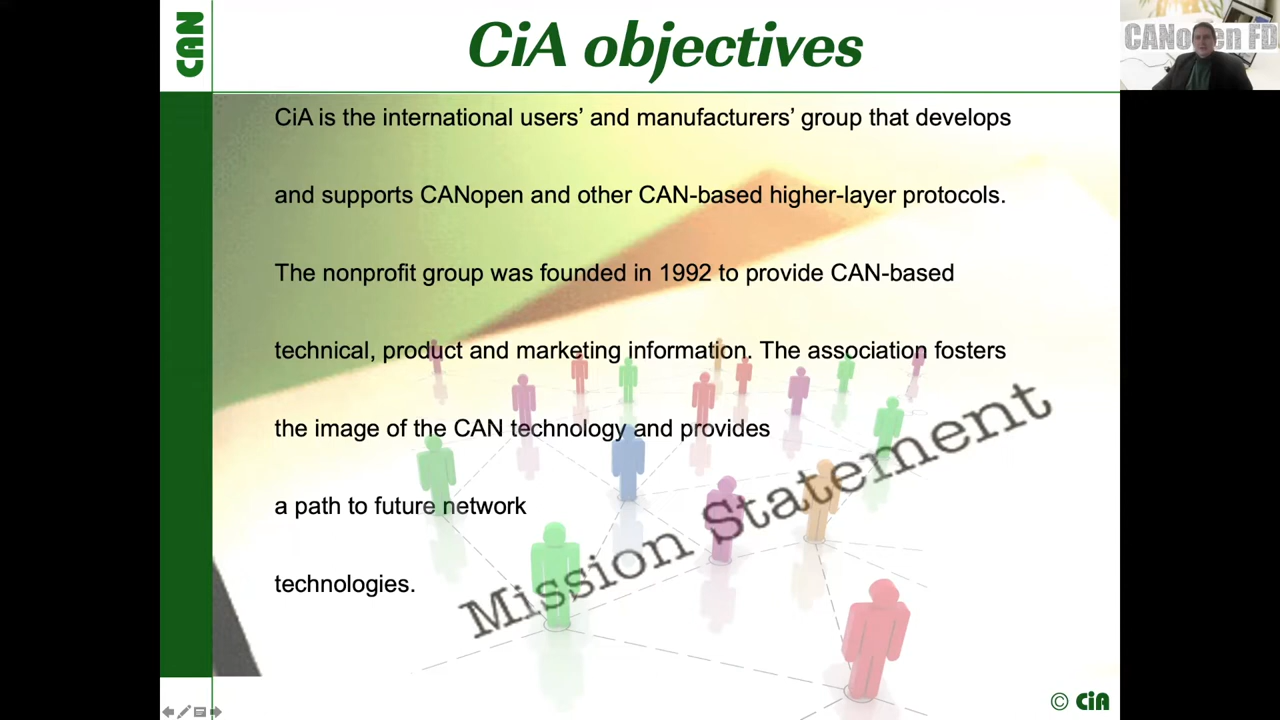 CAN
CiA objectives
CANopen FD
CiA is the international users’ and manufacturers’ group that develops
and supports CANopen and other CAN-based higher-layer protocols.
The nonprofit group was founded in 1992 to provide CAN-based
technical, product and marketing information. The association fosters
the image of the CAN technology and provides
a path to future network
technologies.
Mission Statement
© CiA